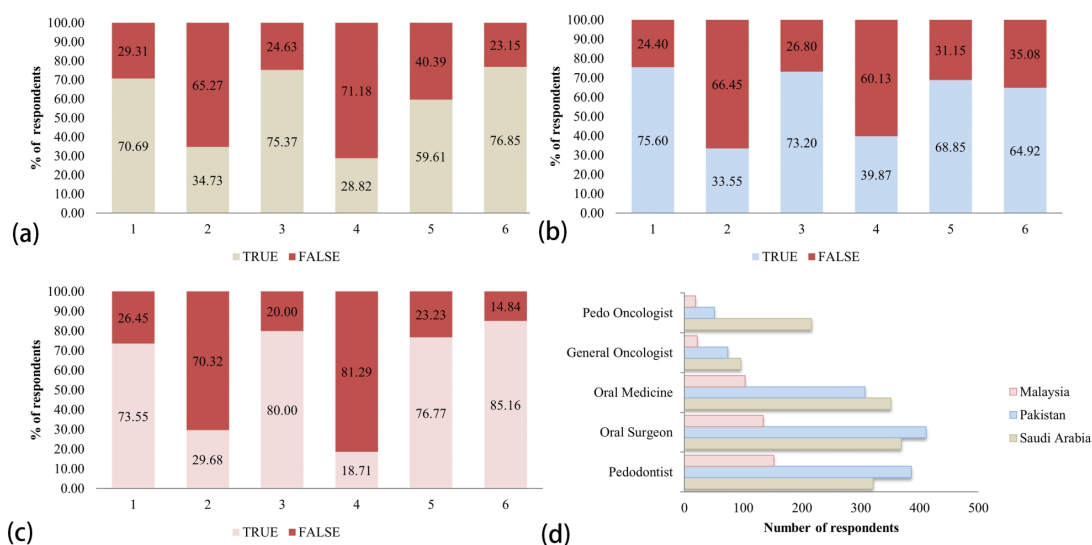 100.00
90.00
80.00
70.00
60.00
50.00
40.00
30.00
20.00
10.00
0.00
% of respondents
29.31 65.27 24.63 71.18 40.39 23.15
70.69 34.73 75.37 28.82 59.61 76.85
1 2 3 4 5 6
TRUE FALSE
(a)
100.00
90.00
80.00
70.00
60.00
50.00
40.00
30.00
20.00
10.00
0.00
% of respondents
24.40 66.45 26.80 60.13 31.15 35.08
75.60 33.55 73.20 39.87 68.85 64.92
1 2 3 4 5 6
TRUE FALSE
(b)
100.00
90.00
80.00
70.00
60.00
50.00
40.00
30.00
20.00
10.00
0.00
% of respondents
26.45 70.32 20.00 81.29 23.23 14.84
73.55 29.68 80.00 18.71 76.77 85.16
1 2 3 4 5 6
TRUE FALSE
(c)
Pedo Oncologist
General Oncologist
Oral Medicine
Oral Surgeon
Pedodontist
0 100 200 300 400 500
Number of respondents
Malaysia
Pakistan
Saudi Arabia
(d)